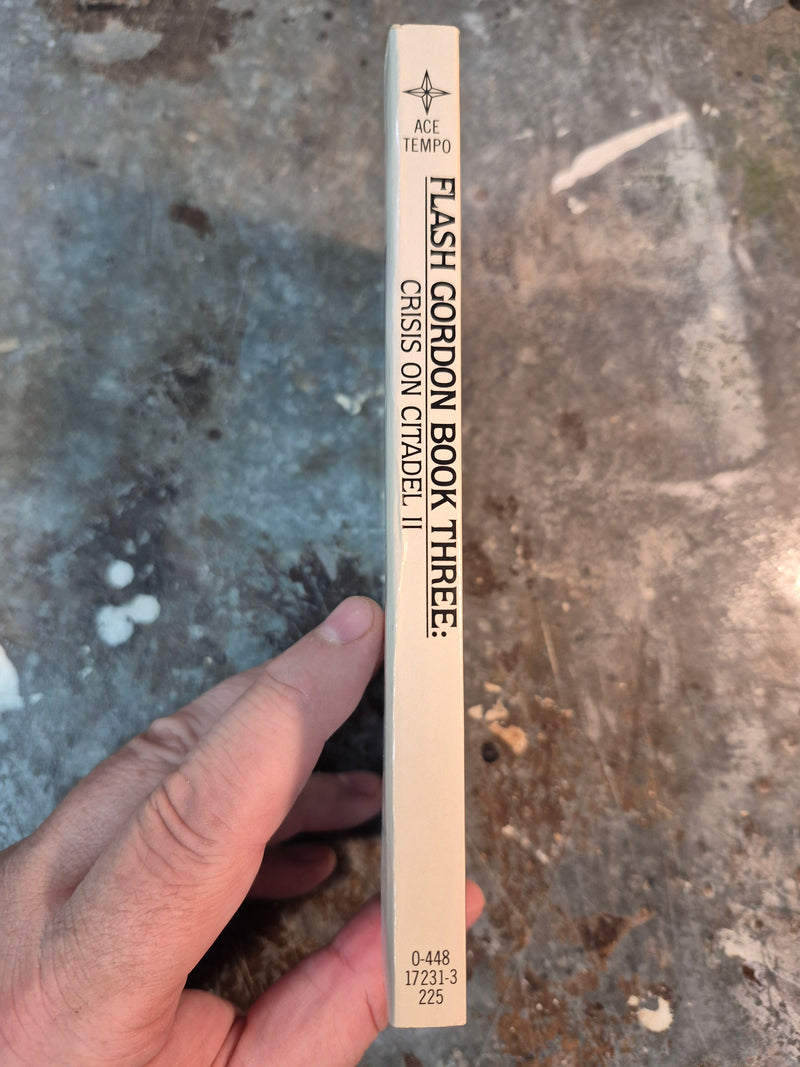 ACE
TEMPO
FLASH GORDON BOOK THREE:
CRISIS ON CITADEL II
0-448
17231-3
225